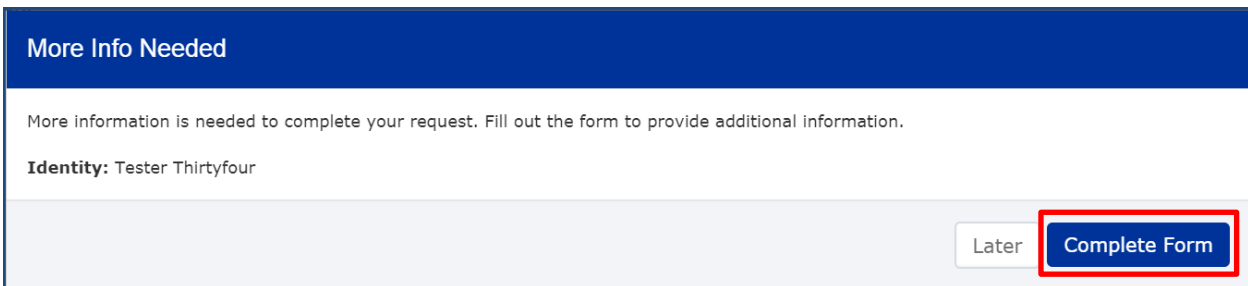 More Info Needed
More information is needed to complete your request. Fill out the form to provide additional information.
Identity: Tester Thirtyfour
Later Complete Form